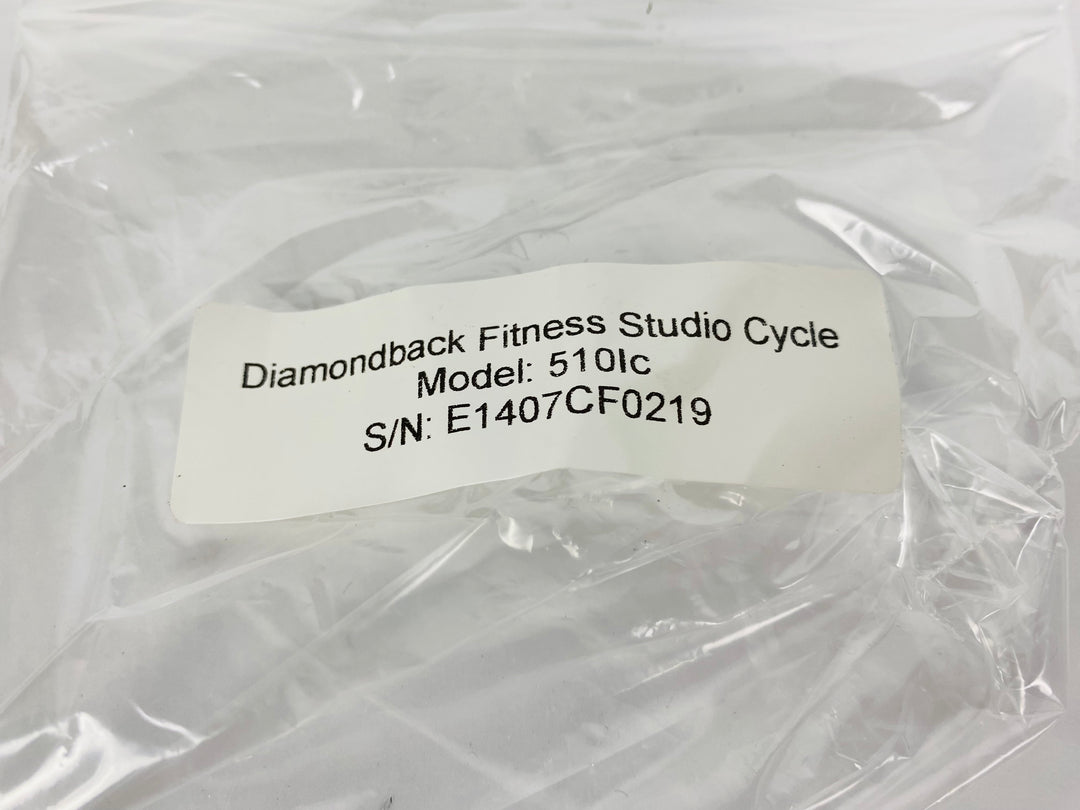 Diamondback Fitness Studio Cycle
Model: 510Ic
S/N: E1407CF0219